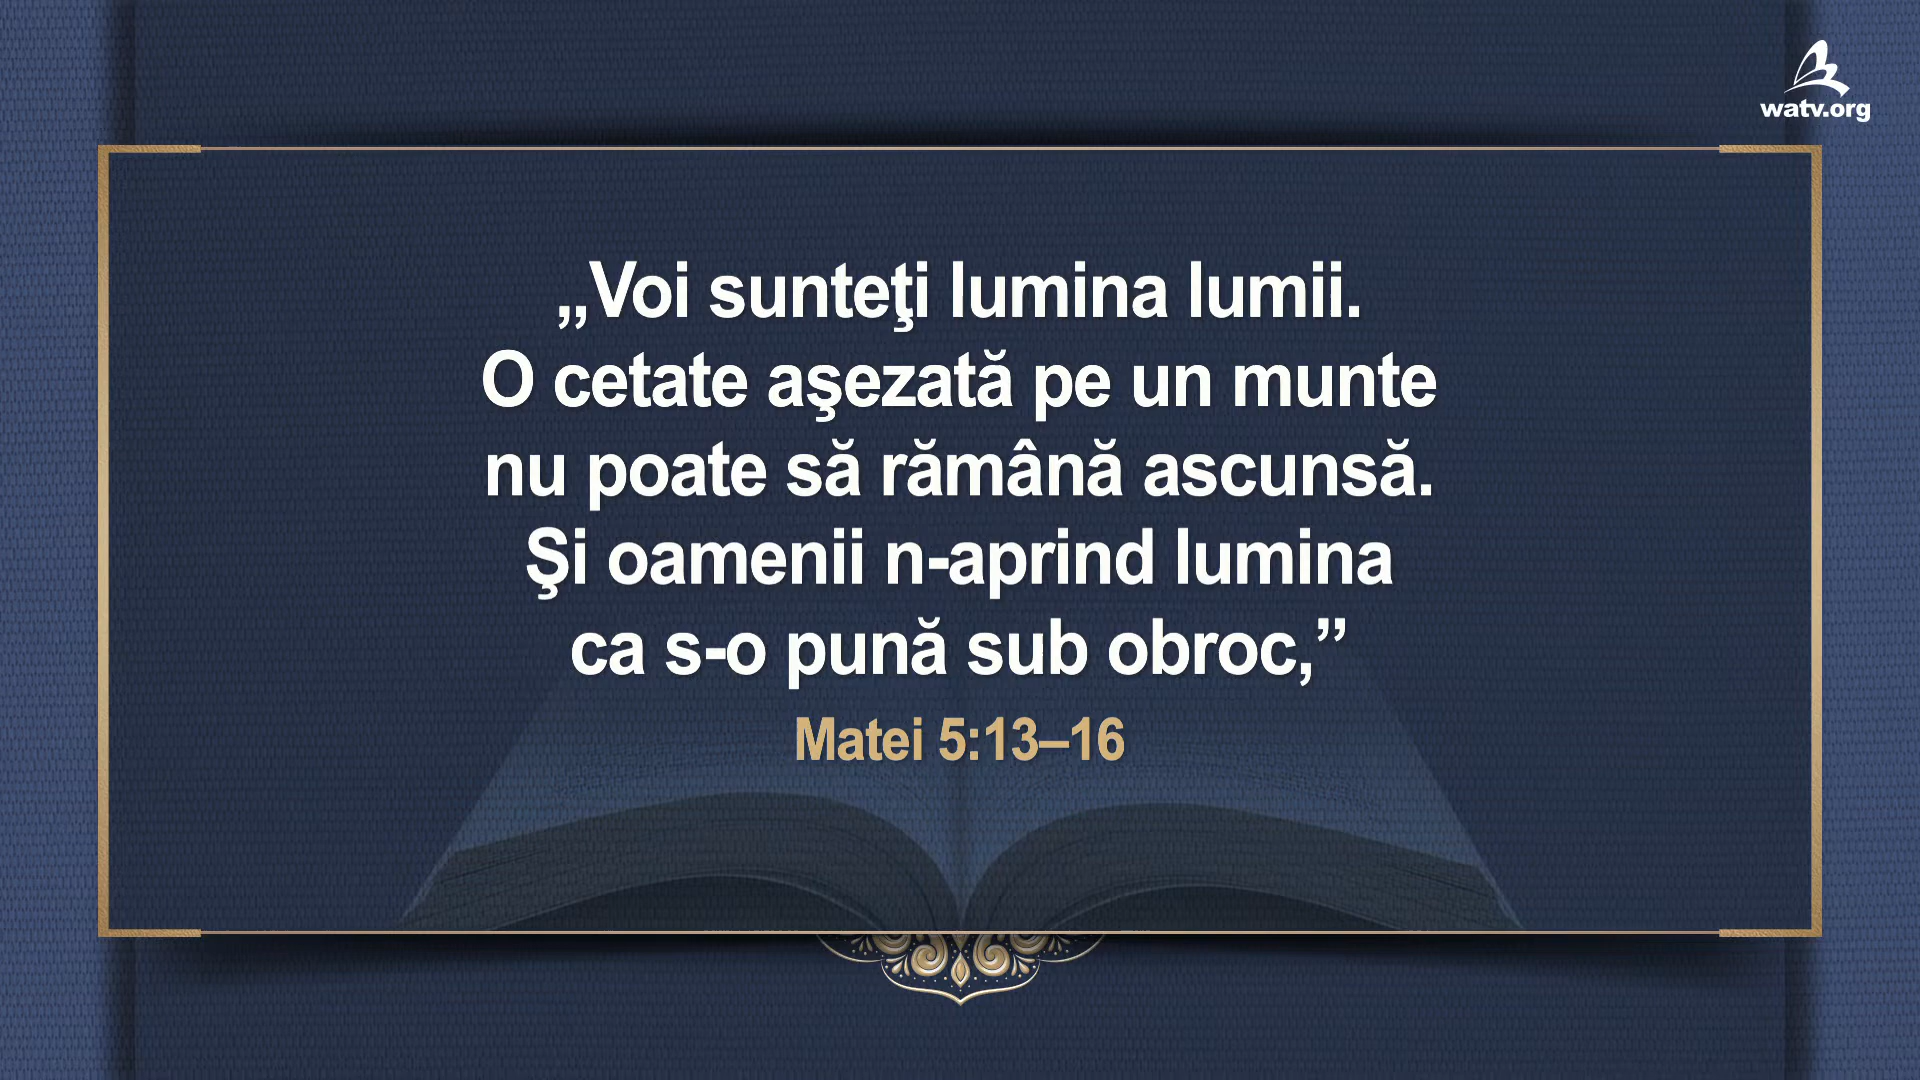 watv.org
„Voi sunteţi lumina lumii.
O cetate aşezată pe un munte
nu poate să rămână ascunsă.
Şi oamenii n-aprind lumina
ca s-o pună sub obroc,”
Matei 5:13–16